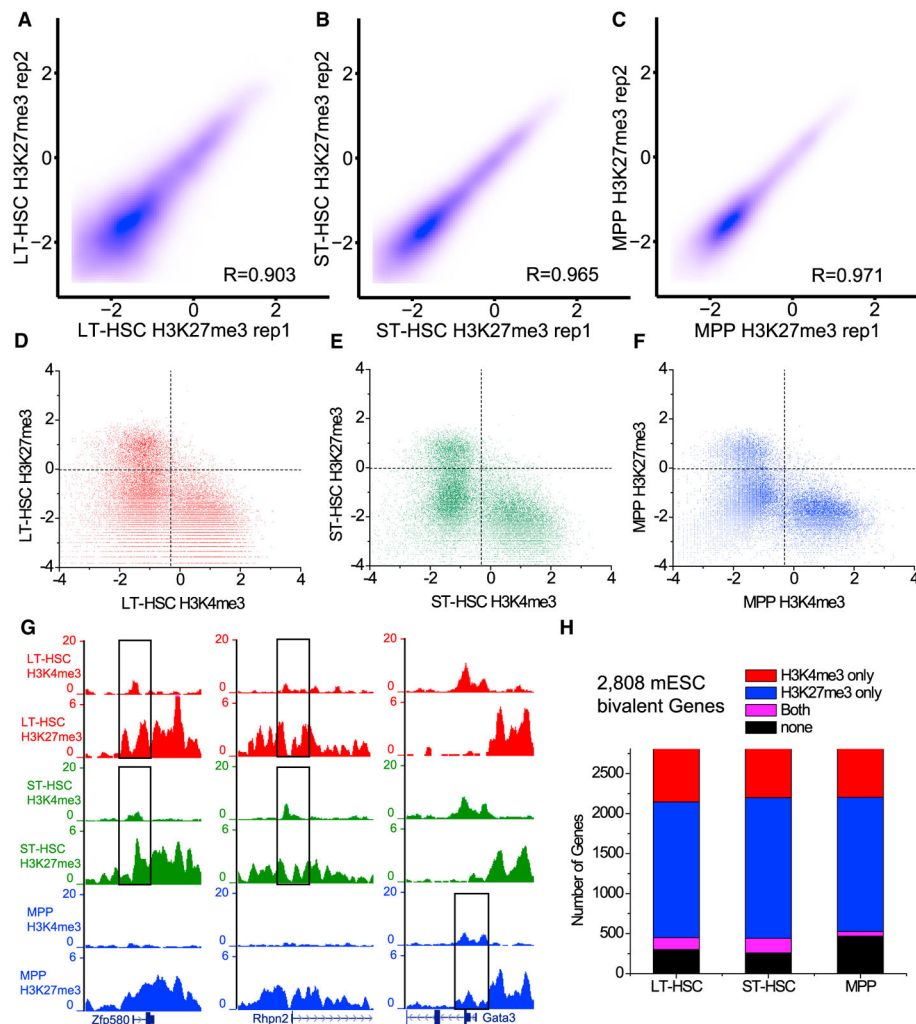 A
B
C
LT-HSC H3K27me3 rep2
2
0
−2
R=0.903
−2
0
2
LT-HSC H3K27me3 rep1
ST-HSC H3K27me3 rep2
2
0
−2
R=0.965
−2
0
2
ST-HSC H3K27me3 rep1
MPP H3K27me3 rep2
2
0
−2
R=0.971
−2
0
2
MPP H3K27me3 rep1
D
E
F
LT-HSC H3K27me3
4
2
0
-2
-4
-4
-2
0
2
4
LT-HSC H3K4me3
ST-HSC H3K27me3
4
2
0
-2
-4
-4
-2
0
2
4
ST-HSC H3K4me3
MPP H3K27me3
4
2
0
-2
-4
-4
-2
0
2
4
MPP H3K4me3
G
20
20
20
LT-HSC
H3K4me3
0
0
0
6
6
6
LT-HSC
H3K27me3
0
0
0
20
20
20
ST-HSC
H3K4me3
0
0
0
6
6
6
ST-HSC
H3K27me3
0
0
0
20
20
20
MPP
H3K4me3
0
0
0
6
6
6
MPP
H3K27me3
0
0
0
Zfp580
Rhpn2
Gata3
H
2,808 mESC
bivalent Genes
H3K4me3 only
H3K27me3 only
Both
none
Number of Genes
2500
2000
1500
1000
500
0
LT-HSC
ST-HSC
MPP